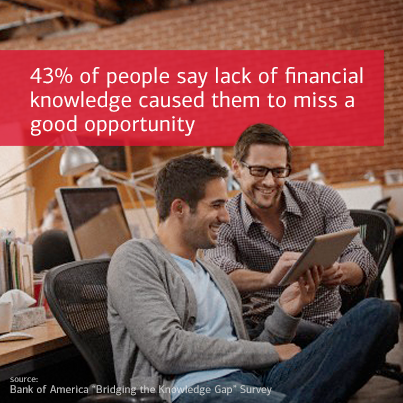 43% of people say lack of financial
knowledge caused them to miss a
good opportunity
source:
Bank of America "Bridging the Knowledge Gap" Survey